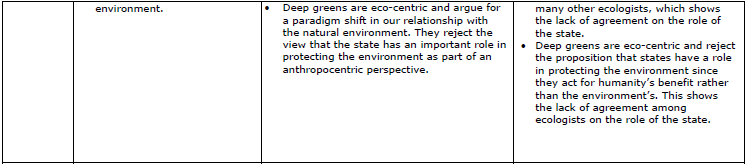 environment.
• Deep greens are eco-centric and argue for
a paradigm shift in our relationship with
the natural environment. They reject the
view that the state has an important role in
protecting the environment as part of an
anthropocentric perspective.
many other ecologists, which shows
the lack of agreement on the role of
the state.
• Deep greens are eco-centric and reject
the proposition that states have a role
in protecting the environment since
they act for humanity’s benefit rather
than the environment’s. This shows
the lack of agreement among
ecologists on the role of the state.